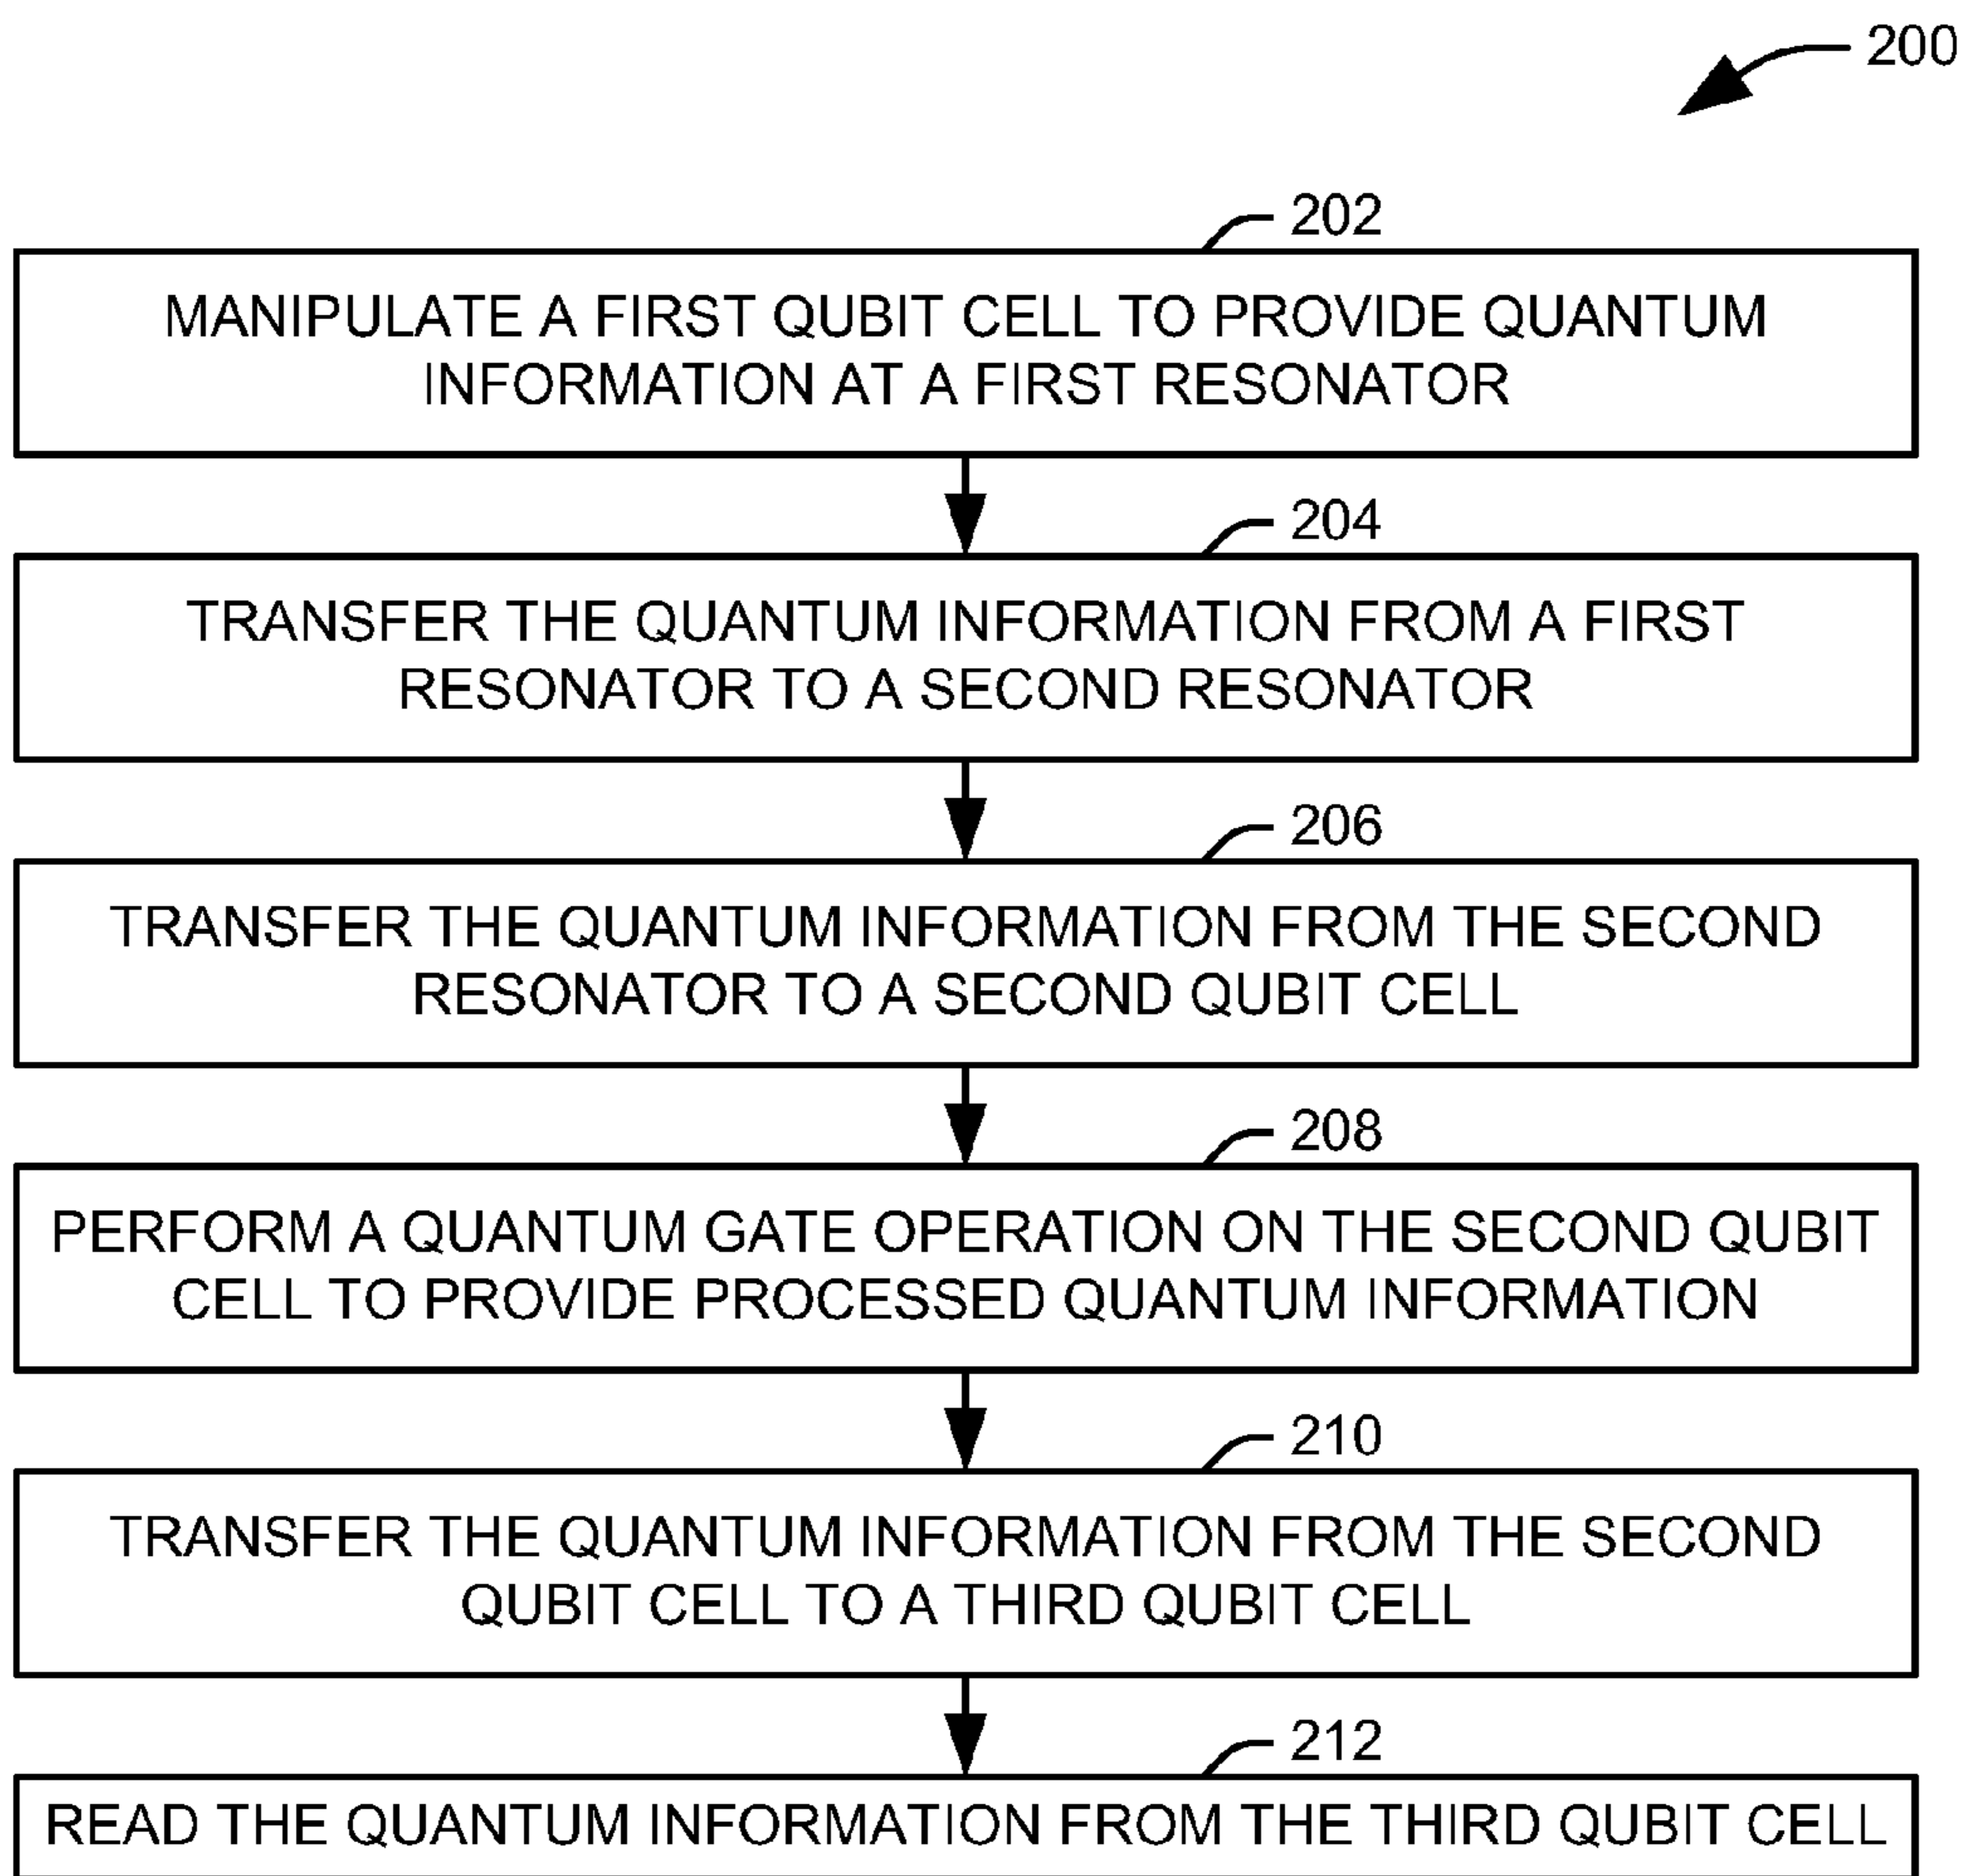 200
202
MANIPULATE A FIRST QUBIT CELL TO PROVIDE QUANTUM
INFORMATION AT A FIRST RESONATOR
204
TRANSFER THE QUANTUM INFORMATION FROM A FIRST
RESONATOR TO A SECOND RESONATOR
206
TRANSFER THE QUANTUM INFORMATION FROM THE SECOND
RESONATOR TO A SECOND QUBIT CELL
208
PERFORM A QUANTUM GATE OPERATION ON THE SECOND QUBIT
CELL TO PROVIDE PROCESSED QUANTUM INFORMATION
210
TRANSFER THE QUANTUM INFORMATION FROM THE SECOND
QUBIT CELL TO A THIRD QUBIT CELL
212
READ THE QUANTUM INFORMATION FROM THE THIRD QUBIT CELL